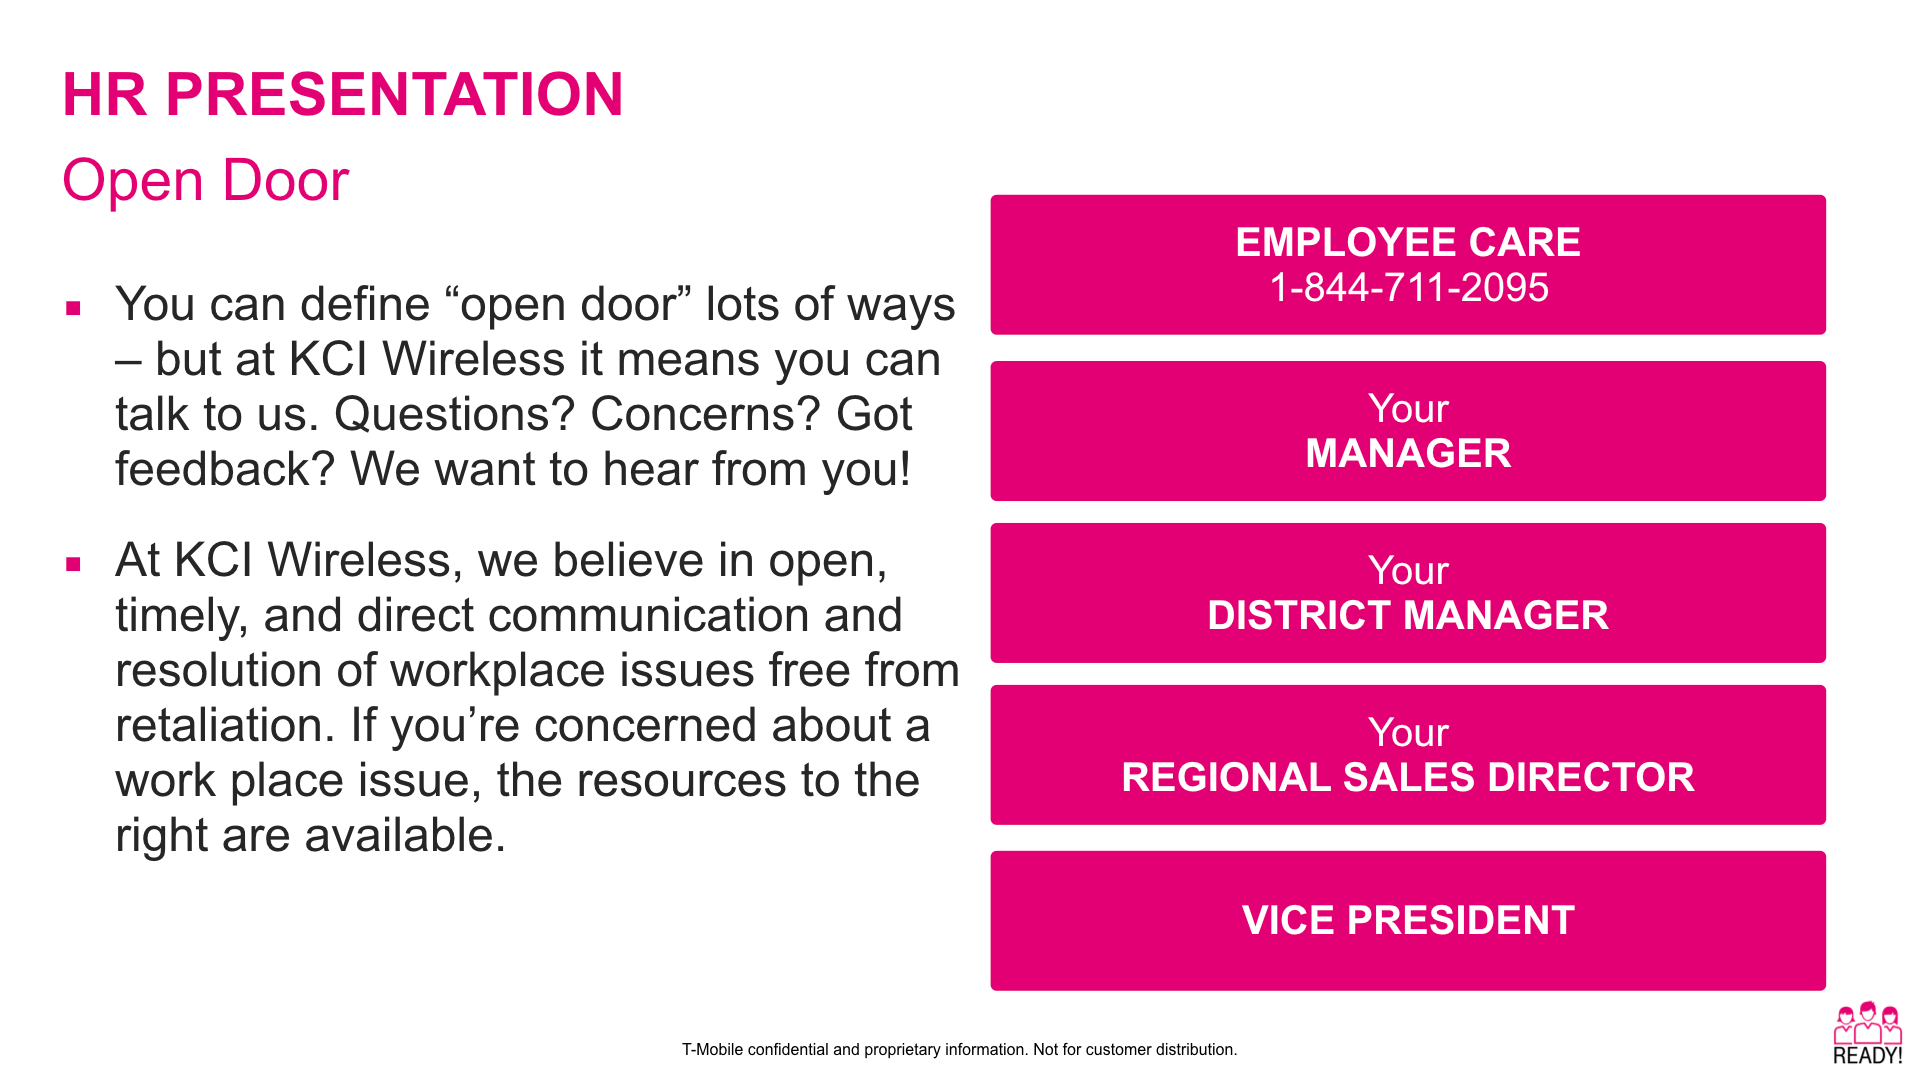 HR PRESENTATION
Open Door
▪ You can define “open door” lots of ways
– but at KCI Wireless it means you can
talk to us. Questions? Concerns? Got
feedback? We want to hear from you!
▪ At KCI Wireless, we believe in open,
timely, and direct communication and
resolution of workplace issues free from
retaliation. If you’re concerned about a
work place issue, the resources to the
right are available.
EMPLOYEE CARE
1-844-711-2095
Your
MANAGER
Your
DISTRICT MANAGER
Your
REGIONAL SALES DIRECTOR
VICE PRESIDENT
T-Mobile confidential and proprietary information. Not for customer distribution.
READY!